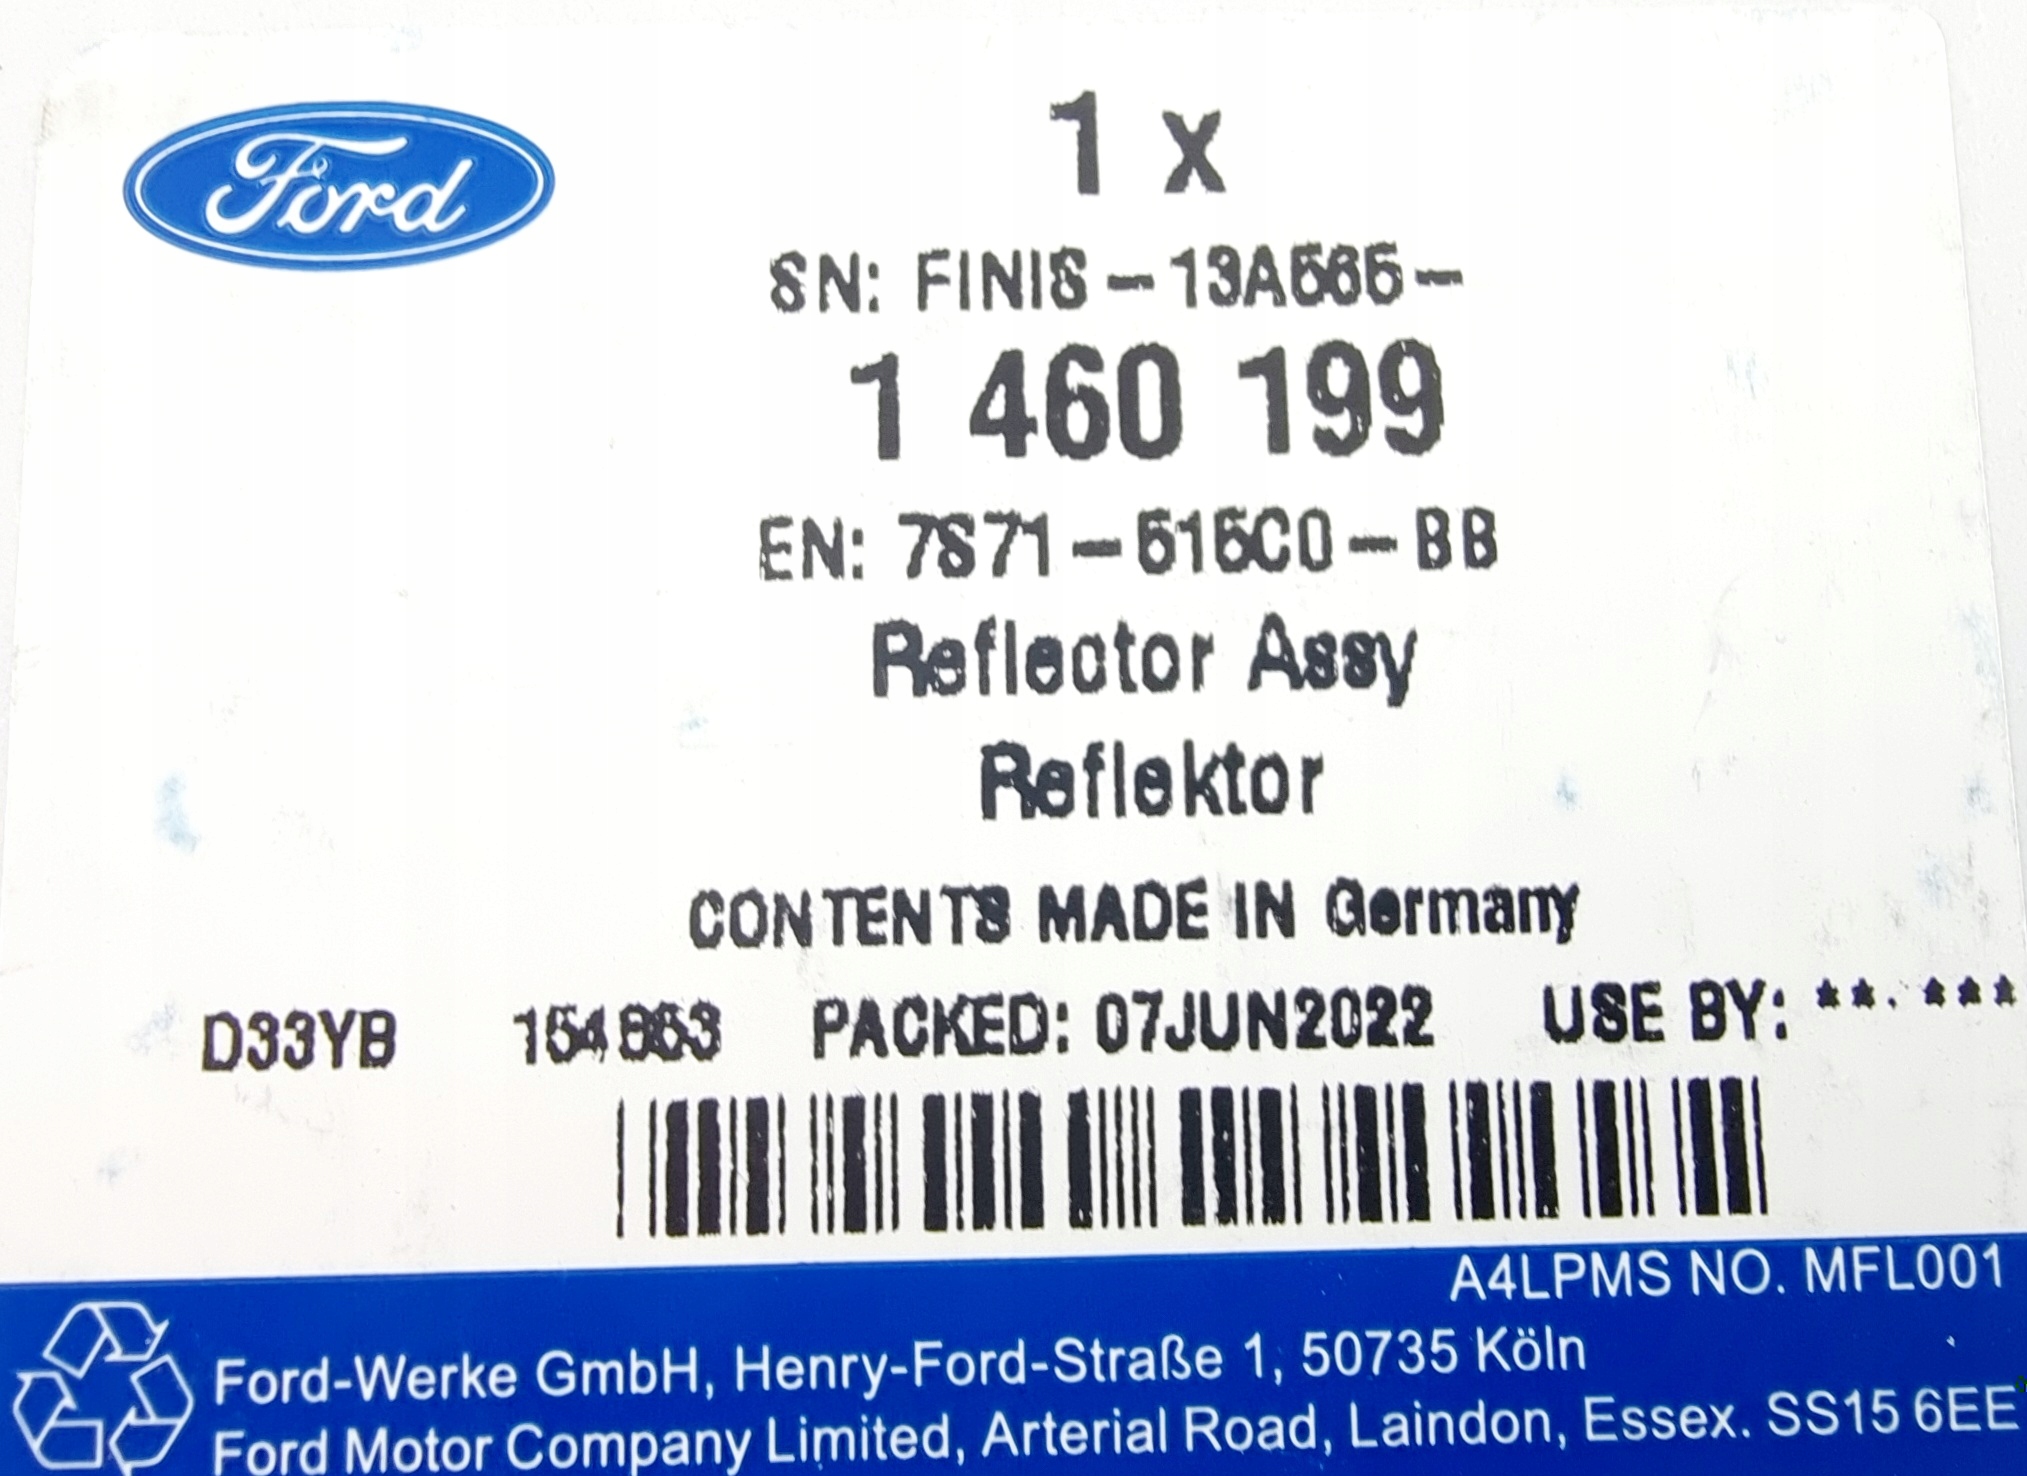 Ford
1 x
SN: FINIS-13A565-
1 460 199
EN: 7S71-515C0-BB
Reflector Assy
Reflektor
CONTENTS MADE IN Germany
D33YB PACKED: 07JUN2022 USE BY: **.***
A4LPMS NO. MFL001
Ford-Werke GmbH, Henry-Ford-Straße 1, 50735 Köln
Ford Motor Company Limited, Arterial Road, Laindon, Essex. SS15 6EE